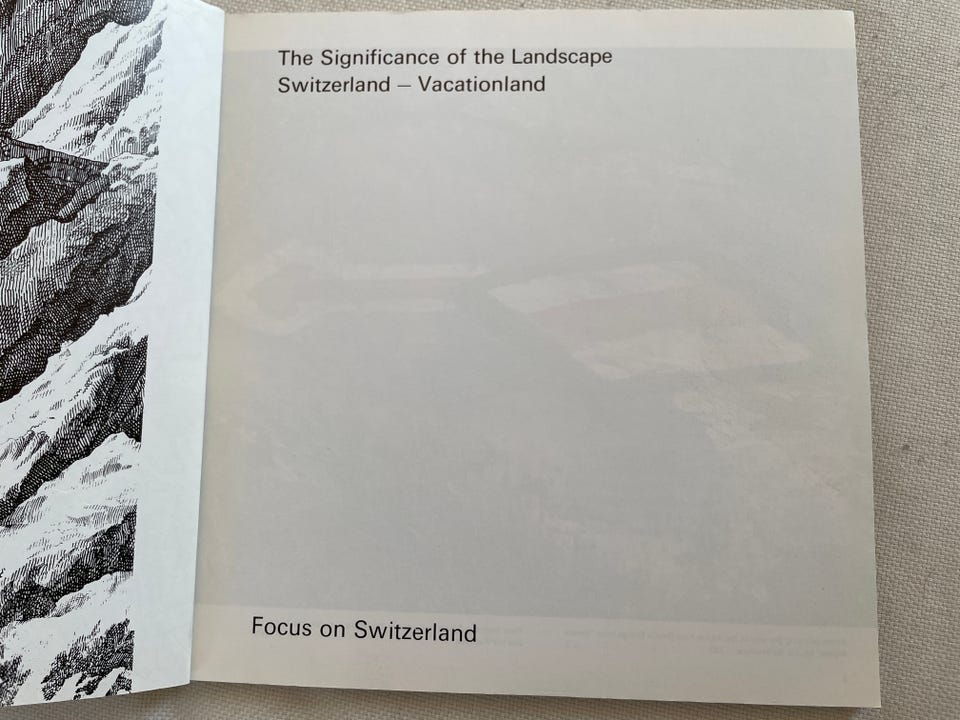 The Significance of the Landscape
Switzerland – Vacationland
Focus on Switzerland